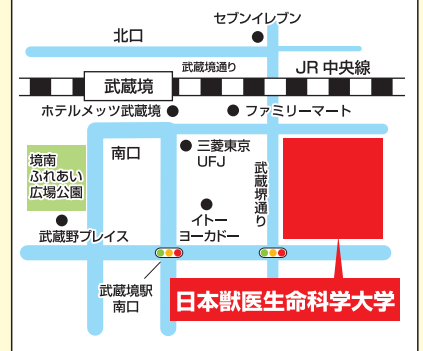 セブンイレブン
北口
武蔵境通り
JR 中央線
武蔵境
ホテルメッツ武蔵境
ファミリーマート
南口
三菱東京
UFJ
境南
ふれあい
広場公園
武蔵境通り
イトー
ヨーカドー
武蔵野プレイス
武蔵境駅
南口
日本獣医生命科学大学